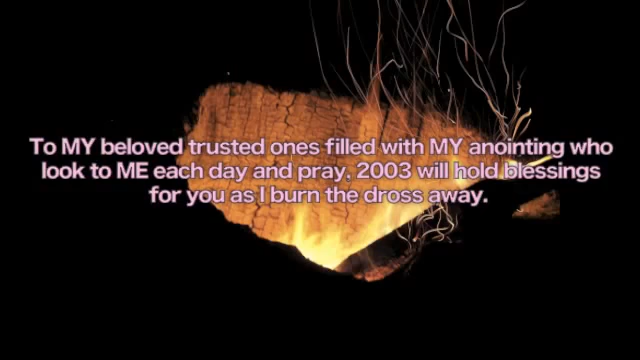 To MY beloved trusted ones filled with MY anointing who
look to ME each day and pray, 2003 will hold blessings
for you as I burn the dross away.